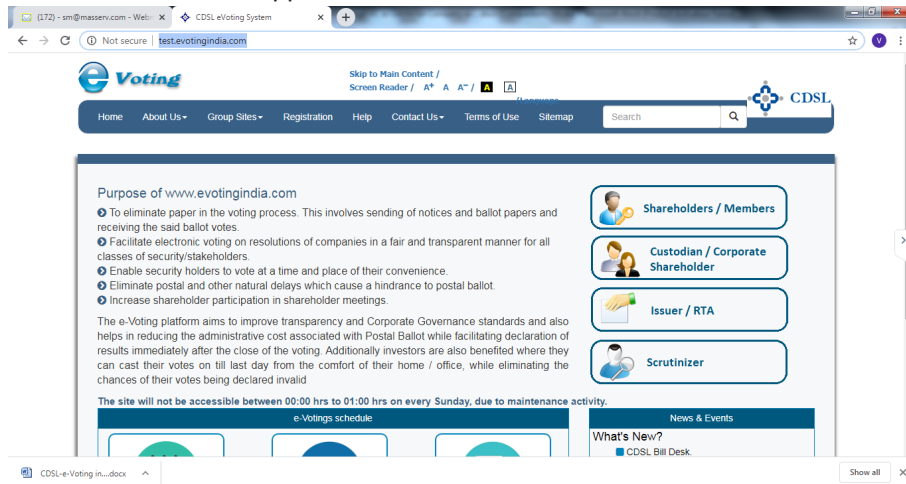 (172) - sm@masserv.com - Web
CDSL eVoting System
Not secure | test.evotingindia.com
V
e Voting
Skip to Main Content /
Screen Reader / A+ A A- / A A
CDSL
Home About Us Group Sites Registration Help Contact Us Terms of Use Sitemap Search
Purpose of www.evotingindia.com
To eliminate paper in the voting process. This involves sending of notices and ballot papers and
receiving the said ballot votes.
Facilitate electronic voting on resolutions of companies in a fair and transparent manner for all
classes of security/stakeholders.
Enable security holders to vote at a time and place of their convenience.
Eliminate postal and other natural delays which cause a hindrance to postal ballot.
Increase shareholder participation in shareholder meetings.
The e-Voting platform aims to improve transparency and Corporate Governance standards and also
helps in reducing the administrative cost associated with Postal Ballot while facilitating declaration of
results immediately after the close of the voting. Additionally investors are also benefited where they
can cast their votes on till last day from the comfort of their home / office, while eliminating the
chances of their votes being declared invalid
Shareholders / Members
Custodian / Corporate
Shareholder
Issuer / RTA
Scrutinizer
The site will not be accessible between 00:00 hrs to 01:00 hrs on every Sunday, due to maintenance activity.
e-Votings schedule
News & Events
What's New?
CDSL Bill Desk.
CDSL-e-Voting in....docx
Show all